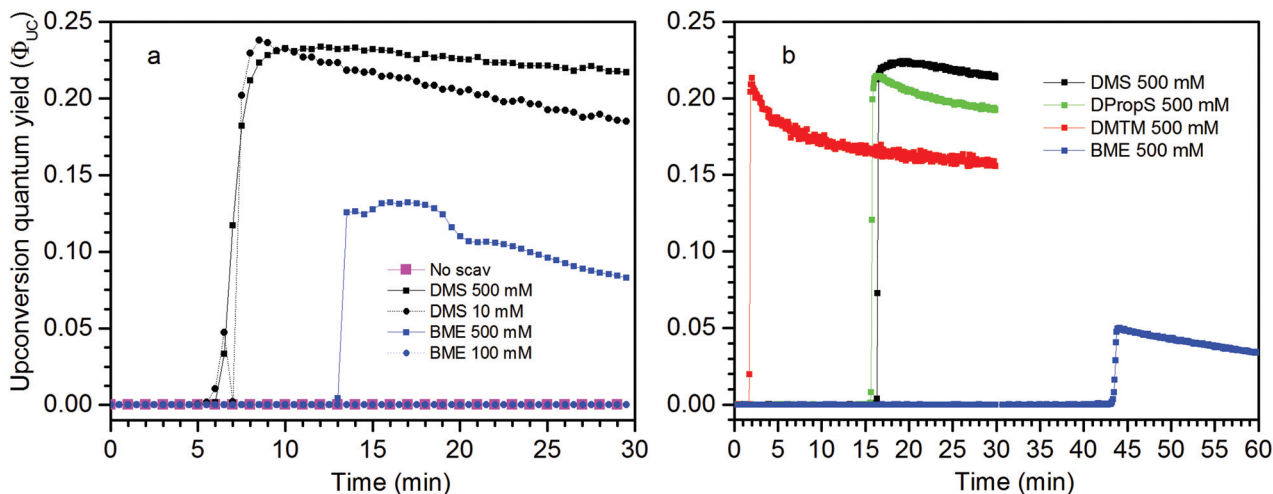 Upconversion quantum yield (Φ_UC)
0.25
0.20
0.15
0.10
0.05
0.00
a
No scav
DMS 500 mM
DMS 10 mM
BME 500 mM
BME 100 mM
0 5 10 15 20 25 30
Time (min)
0.25
0.20
0.15
0.10
0.05
0.00
b
DMS 500 mM
DPropS 500 mM
DMTM 500 mM
BME 500 mM
0 5 10 15 20 25 30 35 40 45 50 55 60
Time (min)